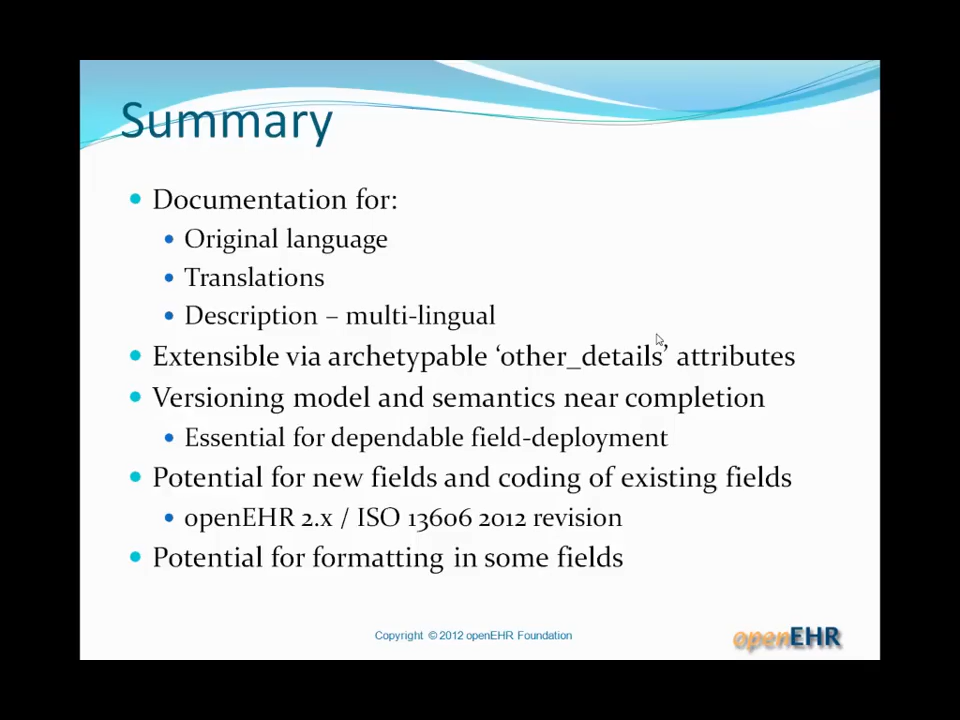 Summary
Documentation for:
Original language
Translations
Description – multi-lingual
Extensible via archetypable ‘other_details’ attributes
Versioning model and semantics near completion
Essential for dependable field-deployment
Potential for new fields and coding of existing fields
openEHR 2.x / ISO 13606 2012 revision
Potential for formatting in some fields
Copyright © 2012 openEHR Foundation
openEHR